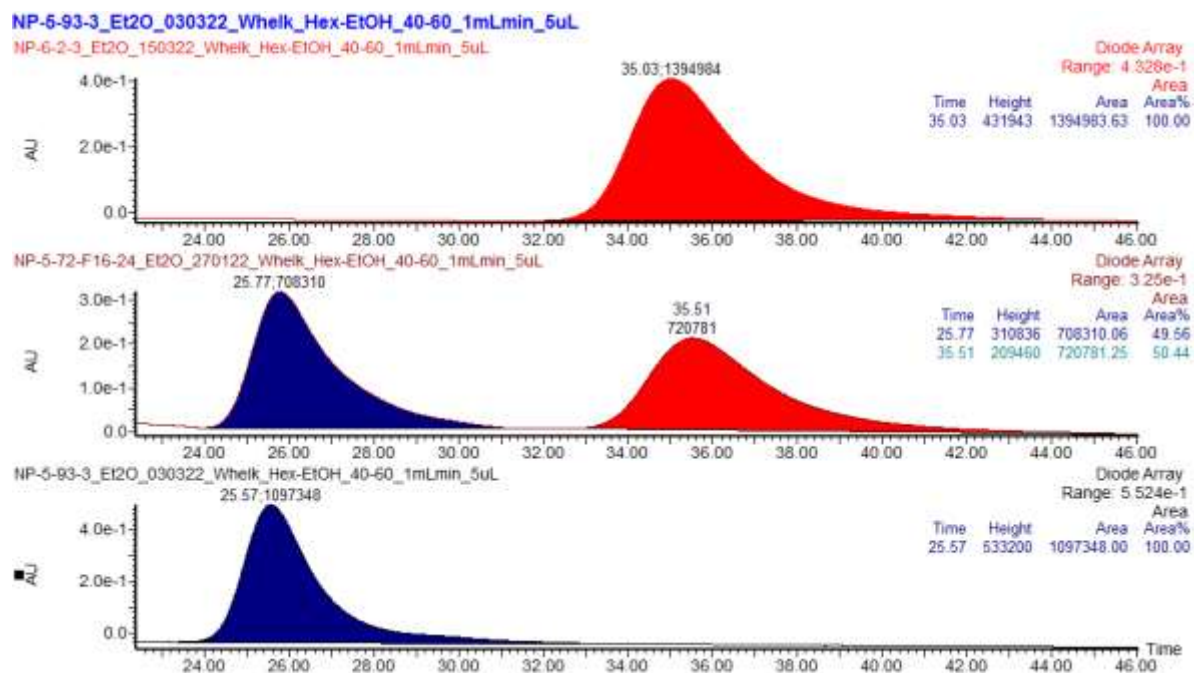 NP-5-93-3_Et2O_030322_Whelk_Hex-EtOH_40-60_1mLmin_5uL
NP-6-2-3_Et2O_150322_Whelk_Hex-EtOH_40-60_1mLmin_5uL
Diode Array
Range: 4.328e-1
Area
Time Height Area Area%
35.03 431943 1394983.63 100.00
35.03;1394984
4.0e-1
2.0e-1
0.0
AU
24.00 26.00 28.00 30.00 32.00 34.00 36.00 38.00 40.00 42.00 44.00 46.00
NP-5-72-F16-24_Et2O_270122_Whelk_Hex-EtOH_40-60_1mLmin_5uL
Diode Array
Range: 3.25e-1
Area
Time Height Area Area%
25.77 310836 708310.06 49.56
35.51 209460 720781.25 50.44
25.77;708310
35.51
720781
3.0e-1
2.0e-1
1.0e-1
0.0
AU
24.00 26.00 28.00 30.00 32.00 34.00 36.00 38.00 40.00 42.00 44.00 46.00
NP-5-93-3_Et2O_030322_Whelk_Hex-EtOH_40-60_1mLmin_5uL
Diode Array
Range: 5.524e-1
Area
Time Height Area Area%
25.57 533200 1097348.00 100.00
25.57;1097348
4.0e-1
2.0e-1
0.0
AU
Time
24.00 26.00 28.00 30.00 32.00 34.00 36.00 38.00 40.00 42.00 44.00 46.00